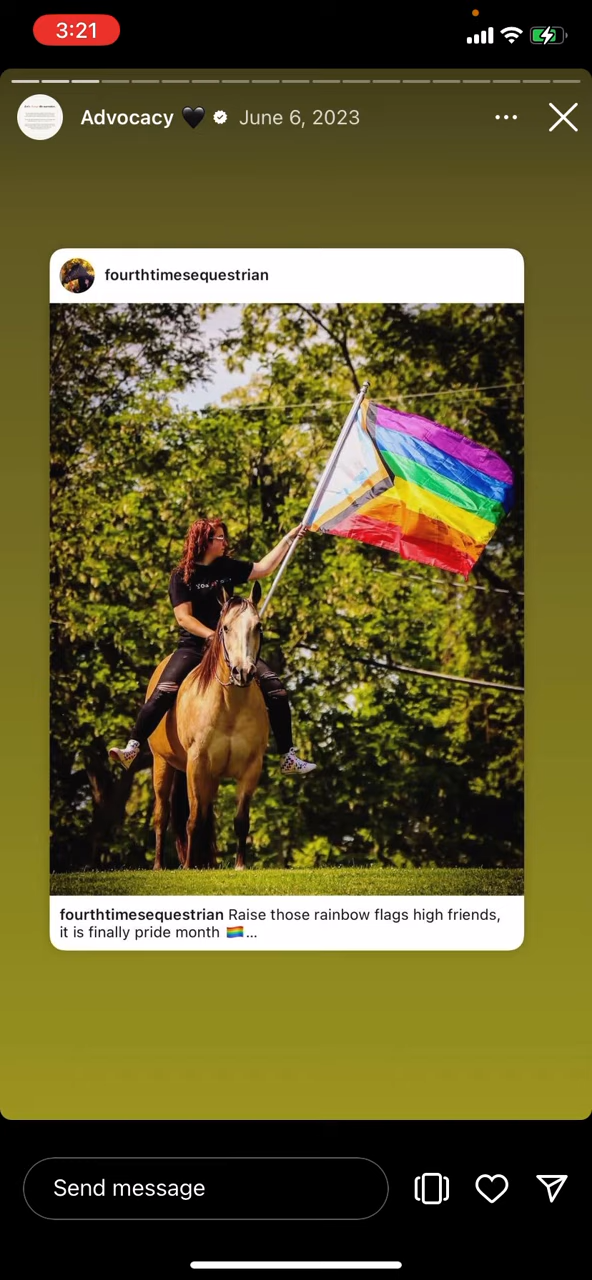 3:21
Advocacy 🖤 June 6, 2023
fourthtimesequestrian
fourthtimesequestrian Raise those rainbow flags high friends,
it is finally pride month 🏳️‍🌈...
Send message